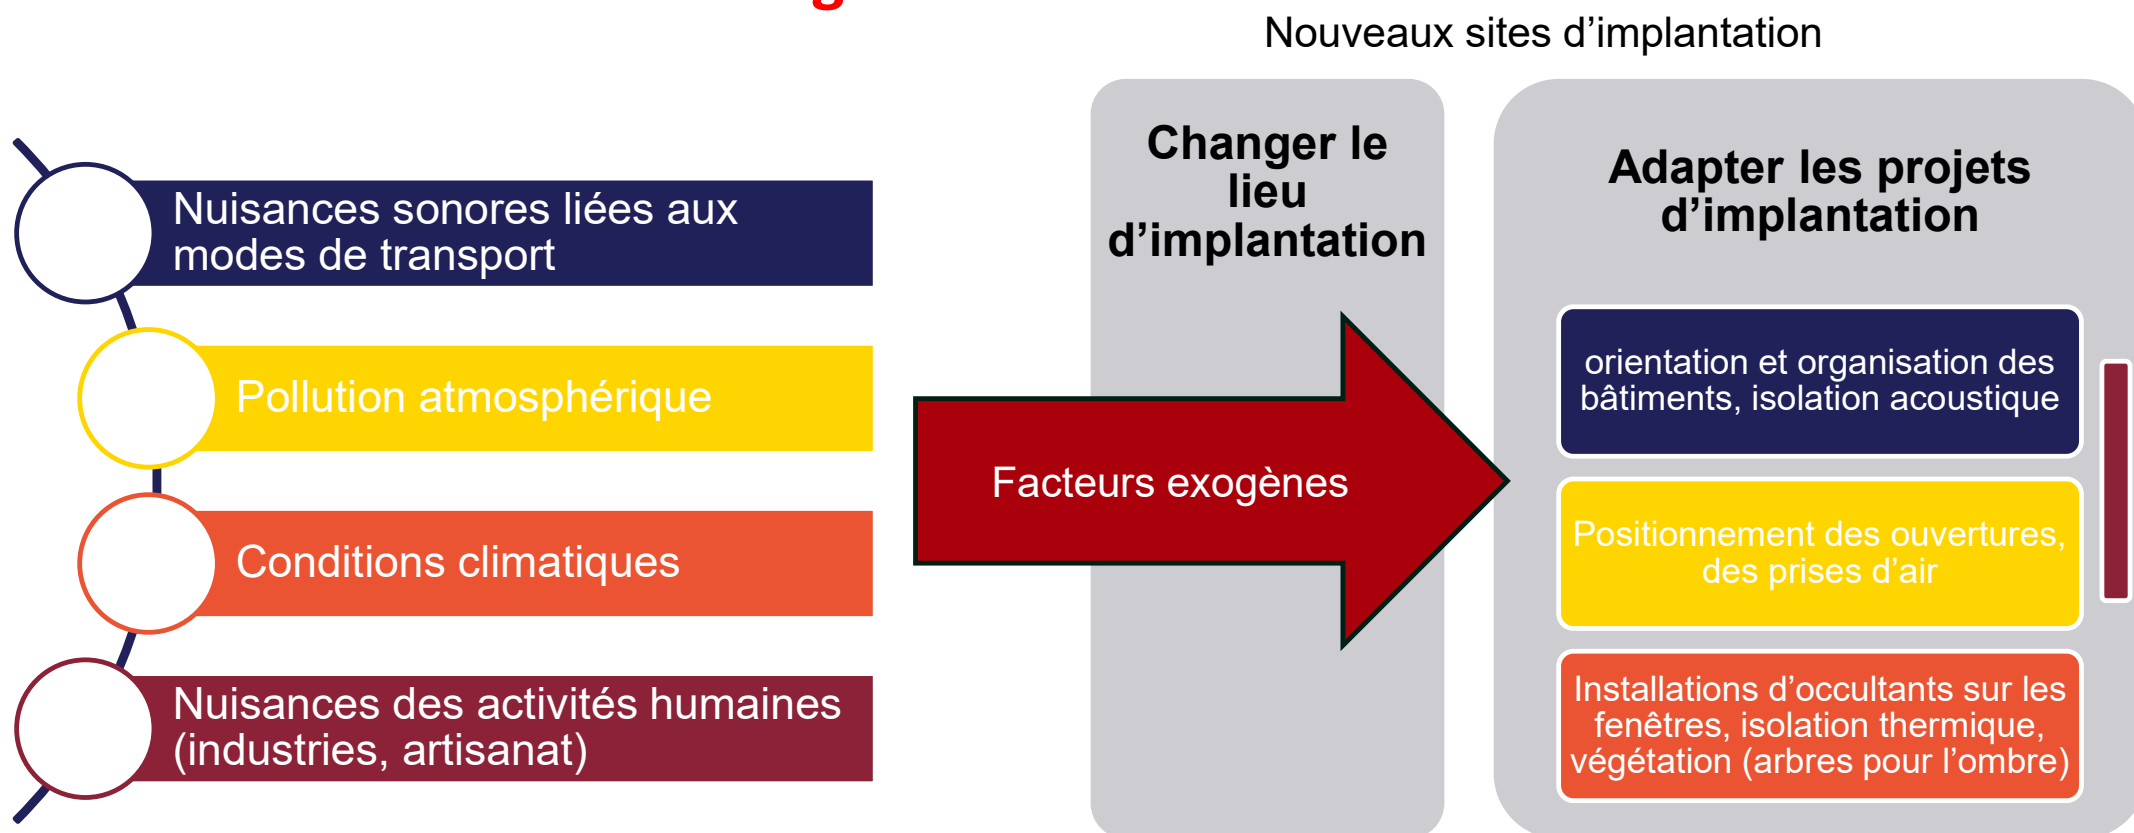 Nouveaux sites d’implantation
Nuisances sonores liées aux
modes de transport
Pollution atmosphérique
Conditions climatiques
Nuisances des activités humaines
(industries, artisanat)
Facteurs exogènes
Changer le
lieu
d’implantation
Adapter les projets
d’implantation
orientation et organisation des
bâtiments, isolation acoustique
Positionnement des ouvertures,
des prises d’air
Installations d’occultants sur les
fenêtres, isolation thermique,
végétation (arbres pour l’ombre)